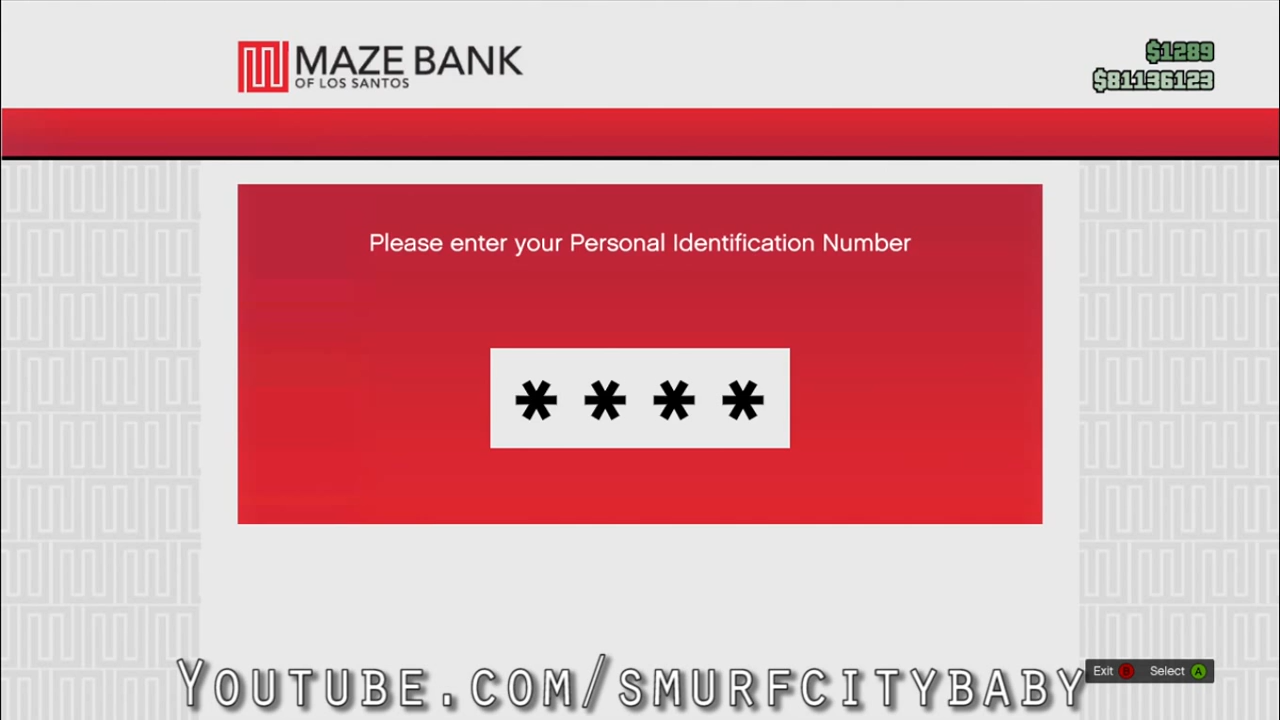 MAZE BANK
OF LOS SANTOS
$1289
$81136123
Please enter your Personal Identification Number
* * * *
Exit B Select A
YOUTUBE.COM/SMURFCITYBABY